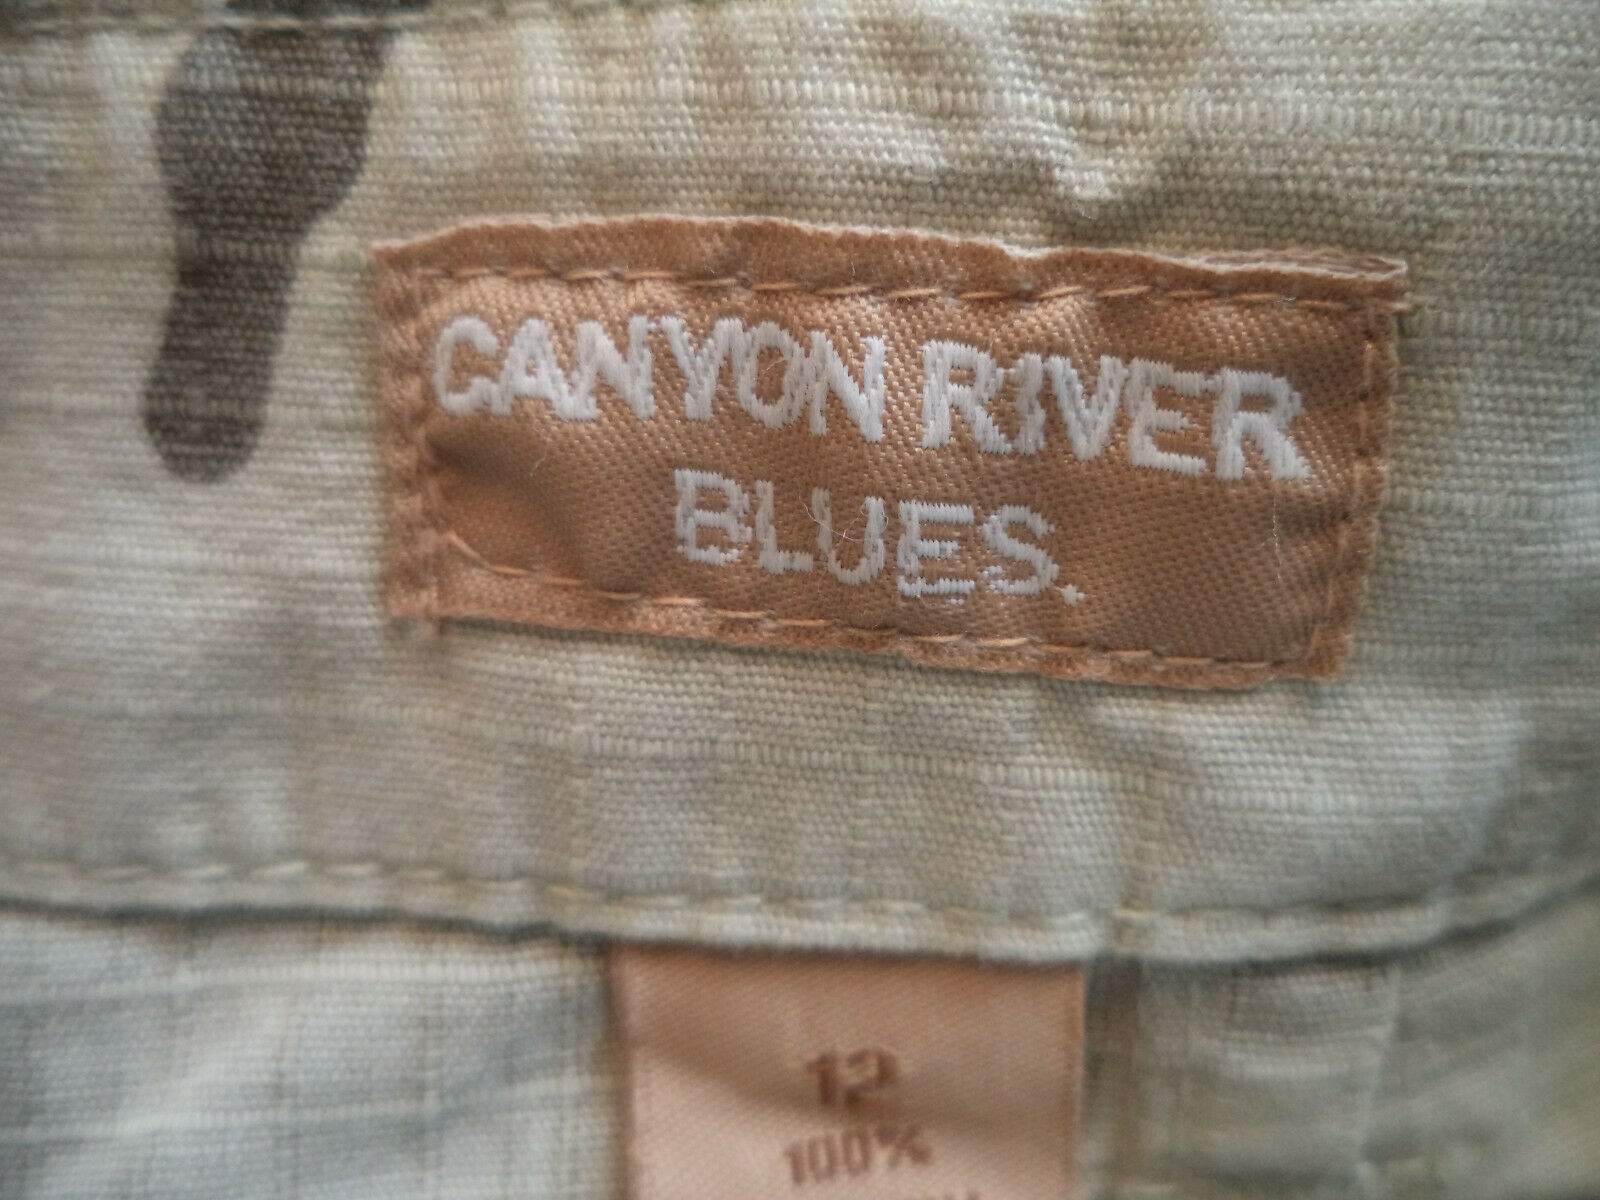 CANYON RIVER
BLUES.
12
100%